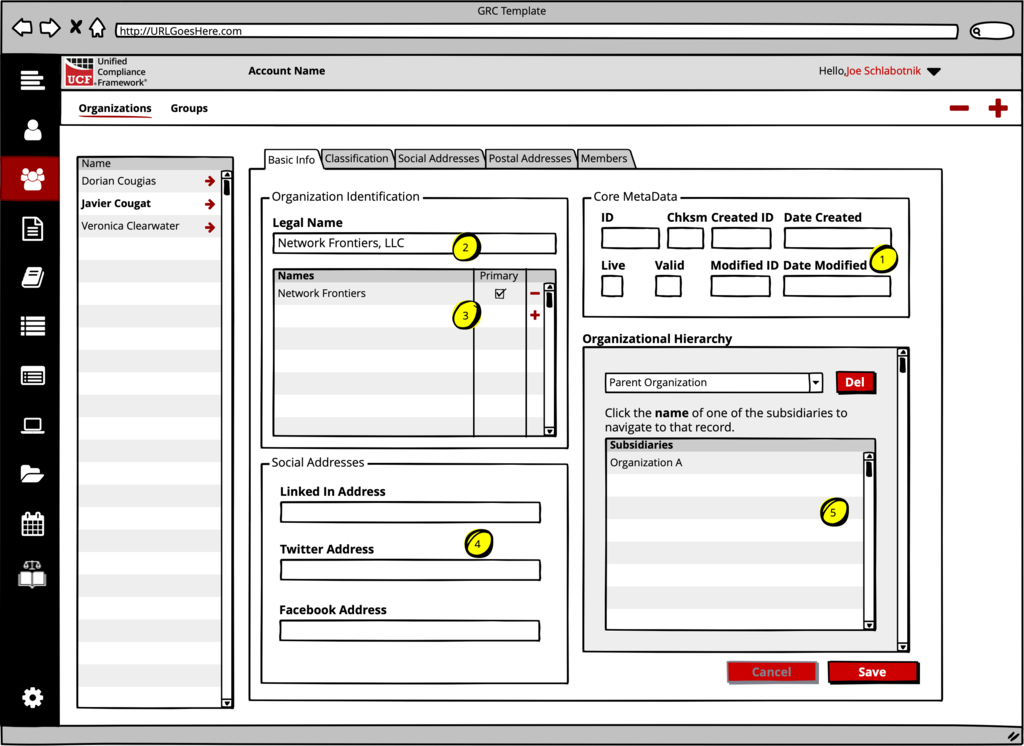 GRC Template
http://URLGoesHere.com
UCF Unified Compliance Framework®
Account Name
Hello,Joe Schlabotnik
Organizations Groups
Name
Dorian Cougias
Javier Cougat
Veronica Clearwater
Basic Info Classification Social Addresses Postal Addresses Members
Organization Identification
Legal Name
Network Frontiers, LLC
2
Names Primary
Network Frontiers
3
Social Addresses
Linked In Address
4
Twitter Address
Facebook Address
Core MetaData
ID Chksm Created ID Date Created
1
Live Valid Modified ID Date Modified
Organizational Hierarchy
Parent Organization Del
Click the name of one of the subsidiaries to
navigate to that record.
Subsidiaries
Organization A
5
Cancel Save